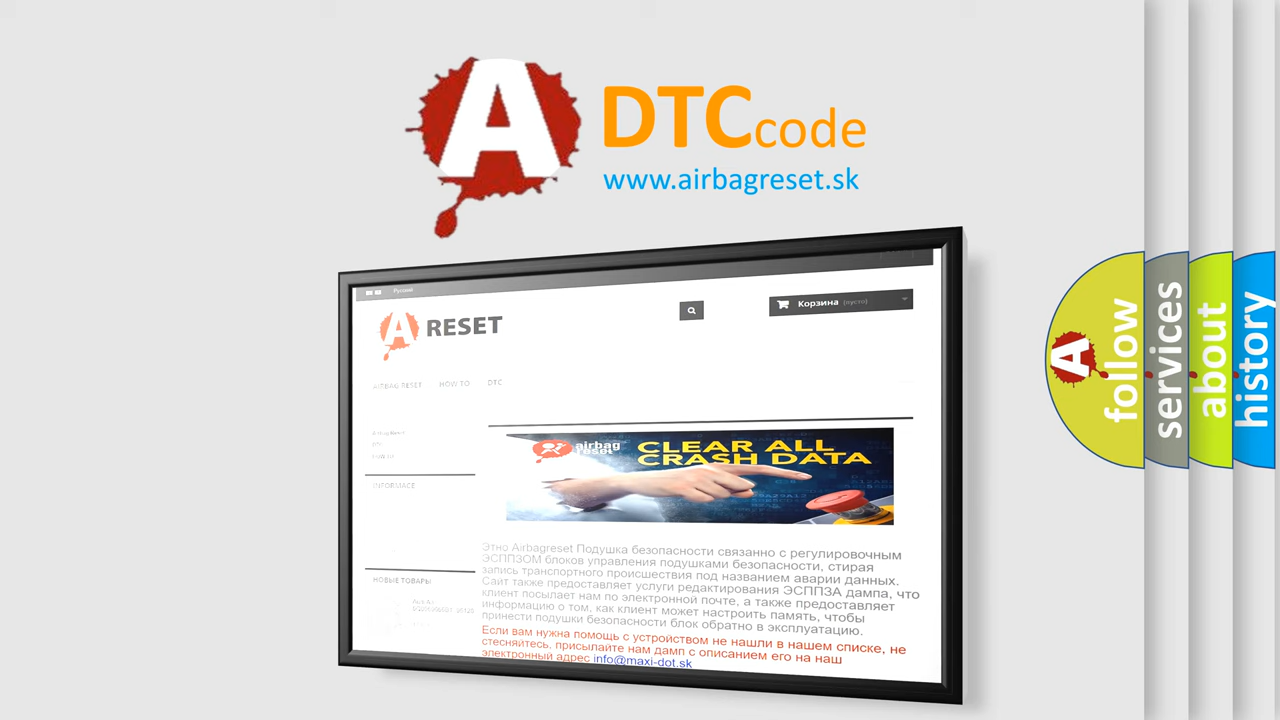 A
DTC code
www.airbagreset.sk
Русский
A RESET
Корзина (пусто)
AIRBAG RESET HOW TO DTC
INFORMACE
НОВЫЕ ТОВАРЫ
airbag
reset
CLEAR ALL
CRASH DATA
Этно Airbagreset Подушка безопасности связанно с регулировочным
ЭСППЗОМ блоков управления подушками безопасности, стирая
запись транспортного происшествия под названием аварии данных.
Сайт также предоставляет услуги редактирования ЭСППЗА дампа, что
клиент посылает нам по электронной почте, а также предоставляет
информацию о том, как клиент может настроить память, чтобы
принести подушки безопасности блок обратно в эксплуатацию.
Если вам нужна помощь с устройством не нашли в нашем списке, не
стесняйтесь, присылайте нам дамп с описанием его на наш
электронный адрес info@maxi-dot.sk
A
follow
services
about
history